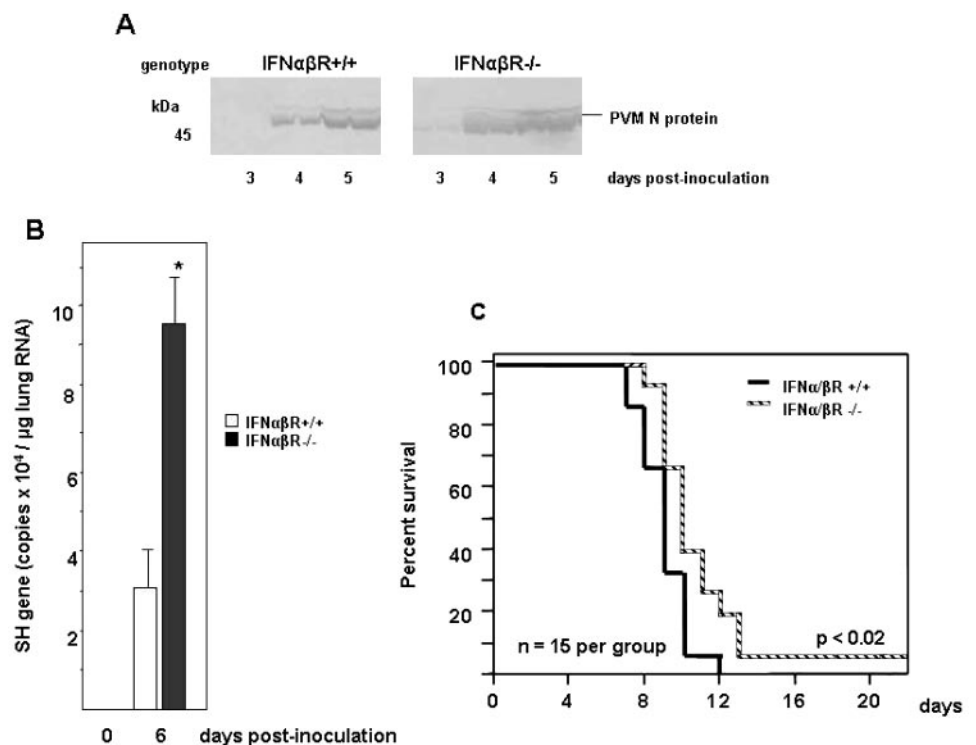 A
genotype IFNαβR+/+ IFNαβR-/-
kDa
45
PVM N protein
3 4 5 3 4 5 days post-inoculation
B
SH gene (copies x 10⁴ / µg lung RNA)
10
8
6
4
2
*
IFNαβR+/+
IFNαβR-/-
0 6 days post-inoculation
C
Percent survival
100
80
60
40
20
IFNα/βR +/+
IFNα/βR -/-
n = 15 per group
p < 0.02
0 4 8 12 16 20 days